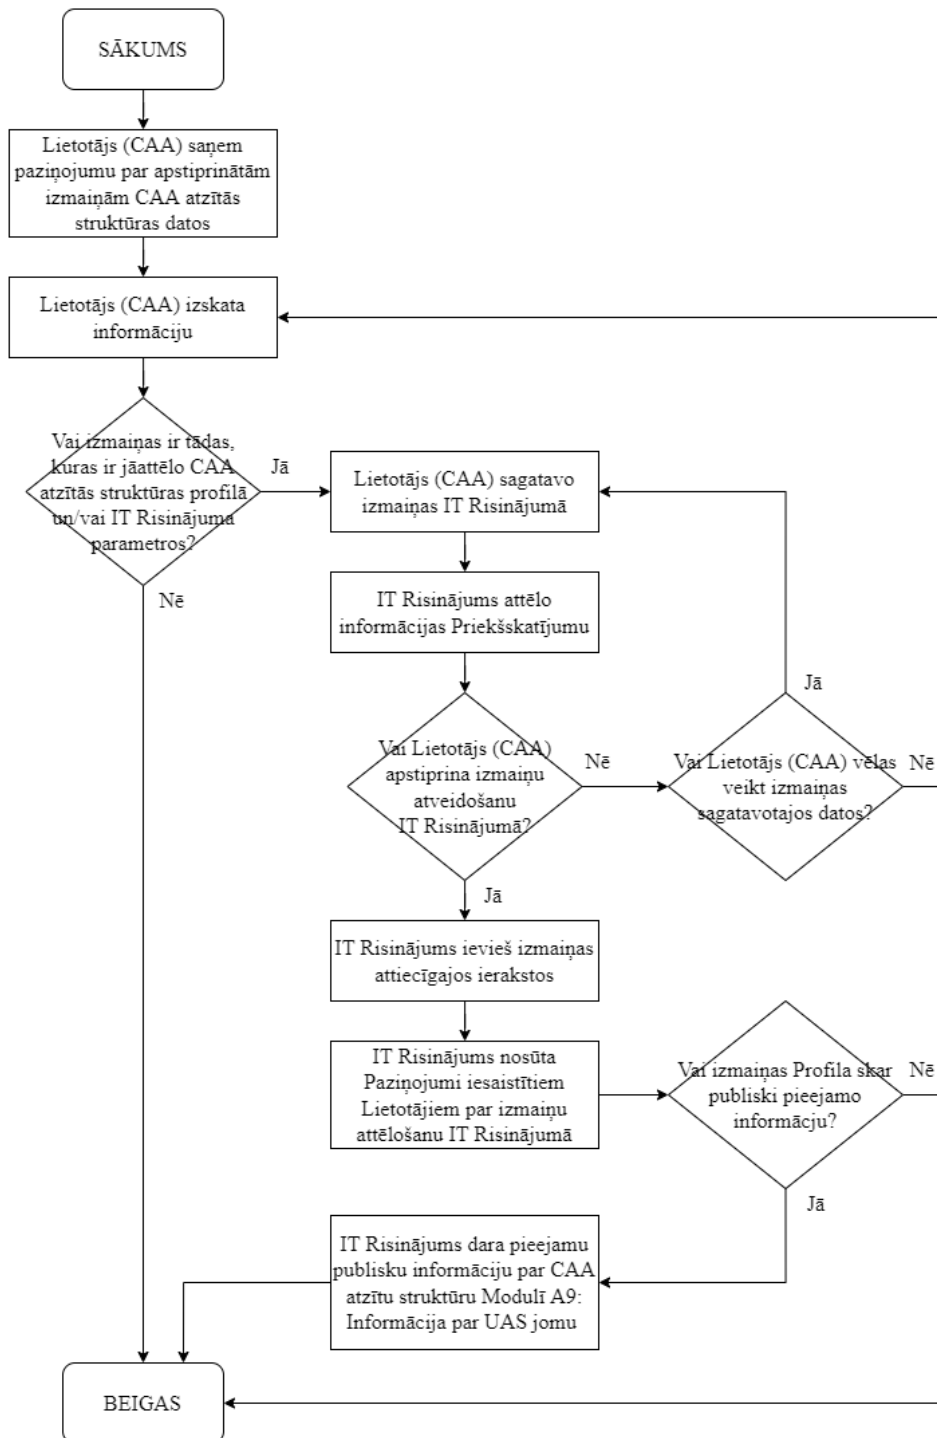 SĀKUMS
Lietotājs (CAA) saņem
paziņojumu par apstiprinātām
izmaiņām CAA atzītās
struktūras datos
Lietotājs (CAA) izskata
informāciju
Vai izmaiņas ir tādas,
kuras ir jāattēlo CAA
atzītās struktūras profilā
un/vai IT Risinājuma
parametros?
Jā
Nē
Lietotājs (CAA) sagatavo
izmaiņas IT Risinājumā
IT Risinājums attēlo
informācijas Priekšskatījumu
Vai Lietotājs (CAA)
apstiprina izmaiņu
atveidošanu
IT Risinājumā?
Nē
Jā
Vai Lietotājs (CAA) vēlas
veikt izmaiņas
sagatavotajos datos?
Jā
Nē
IT Risinājums ievieš izmaiņas
attiecīgajos ierakstos
IT Risinājums nosūta
Paziņojumi iesaistītiem
Lietotājiem par izmaiņu
attēlošanu IT Risinājumā
Vai izmaiņas Profila skar
publiski pieejamo
informācju?
Nē
Jā
IT Risinājums dara pieejamu
publisku informāciju par CAA
atzītu struktūru Modulī A9:
Informācija par UAS jomu
BEIGAS